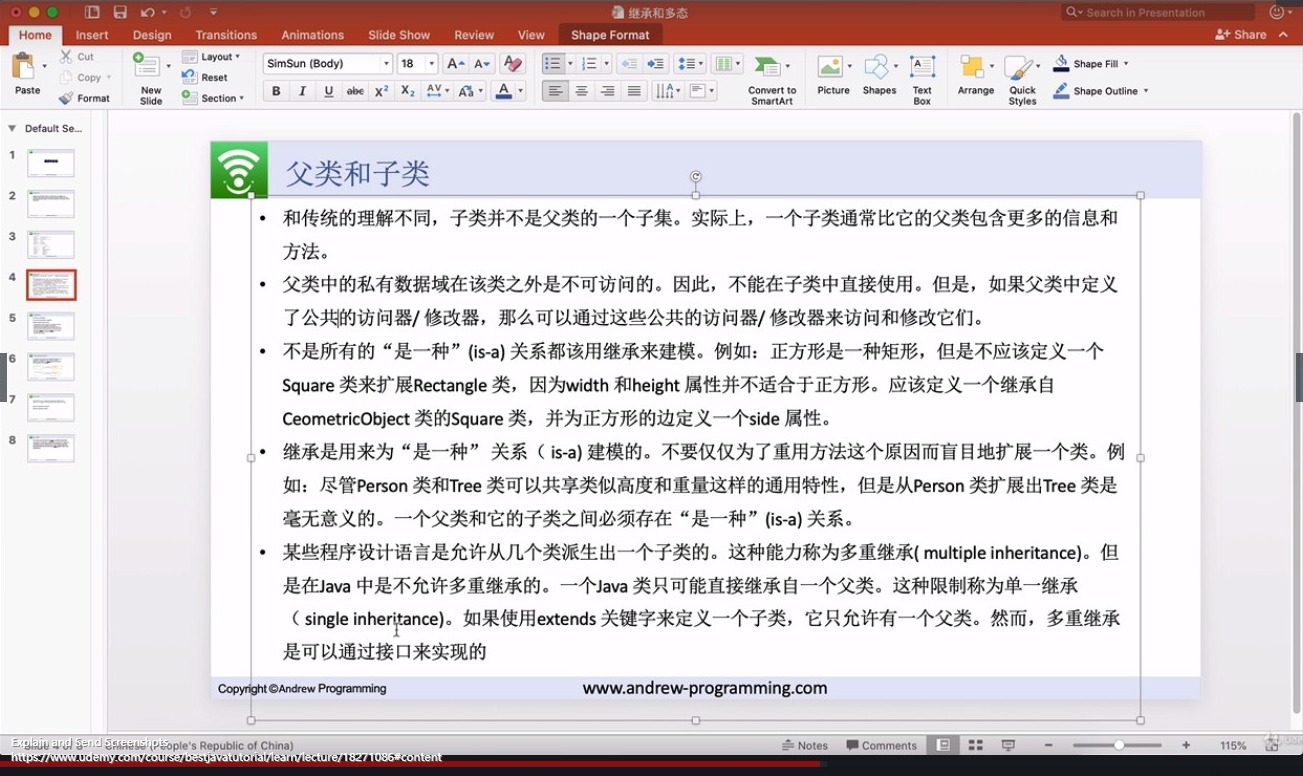 继承和多态
Search in Presentation
Home Insert Design Transitions Animations Slide Show Review View Shape Format Share
Cut Layout SimSun (Body) 18 Shape Fill
Copy Reset
Paste Format New Slide Section Convert to SmartArt Picture Shapes Text Box Arrange Quick Styles Shape Outline
Default Se...
1
2
3
4
5
6
7
8
父类和子类
• 和传统的理解不同，子类并不是父类的一个子集。实际上，一个子类通常比它的父类包含更多的信息和
方法。
• 父类中的私有数据域在该类之外是不可访问的。因此，不能在子类中直接使用。但是，如果父类中定义
了公共的访问器/ 修改器，那么可以通过这些公共的访问器/ 修改器来访问和修改它们。
• 不是所有的“是一种”(is-a) 关系都该用继承来建模。例如：正方形是一种矩形，但是不应该定义一个
Square 类来扩展Rectangle 类，因为width 和height 属性并不适合于正方形。应该定义一个继承自
CeometricObject 类的Square 类，并为正方形的边定义一个side 属性。
• 继承是用来为“是一种” 关系（ is-a) 建模的。不要仅仅为了重用方法这个原因而盲目地扩展一个类。例
如：尽管Person 类和Tree 类可以共享类似高度和重量这样的通用特性，但是从Person 类扩展出Tree 类是
毫无意义的。一个父类和它的子类之间必须存在“是一种”(is-a) 关系。
• 某些程序设计语言是允许从几个类派生出一个子类的。这种能力称为多重继承( multiple inheritance)。但
是在Java 中是不允许多重继承的。一个Java 类只可能直接继承自一个父类。这种限制称为单一继承
（ single inheritance)。如果使用extends 关键字来定义一个子类，它只允许有一个父类。然而，多重继承
是可以通过接口来实现的
Copyright ©Andrew Programming www.andrew-programming.com
Explain and Send Screenshots
Chinese (People's Republic of China) Notes Comments 115%
https://www.udemy.com/course/bestjavatutorial/learn/lecture/18271086#content